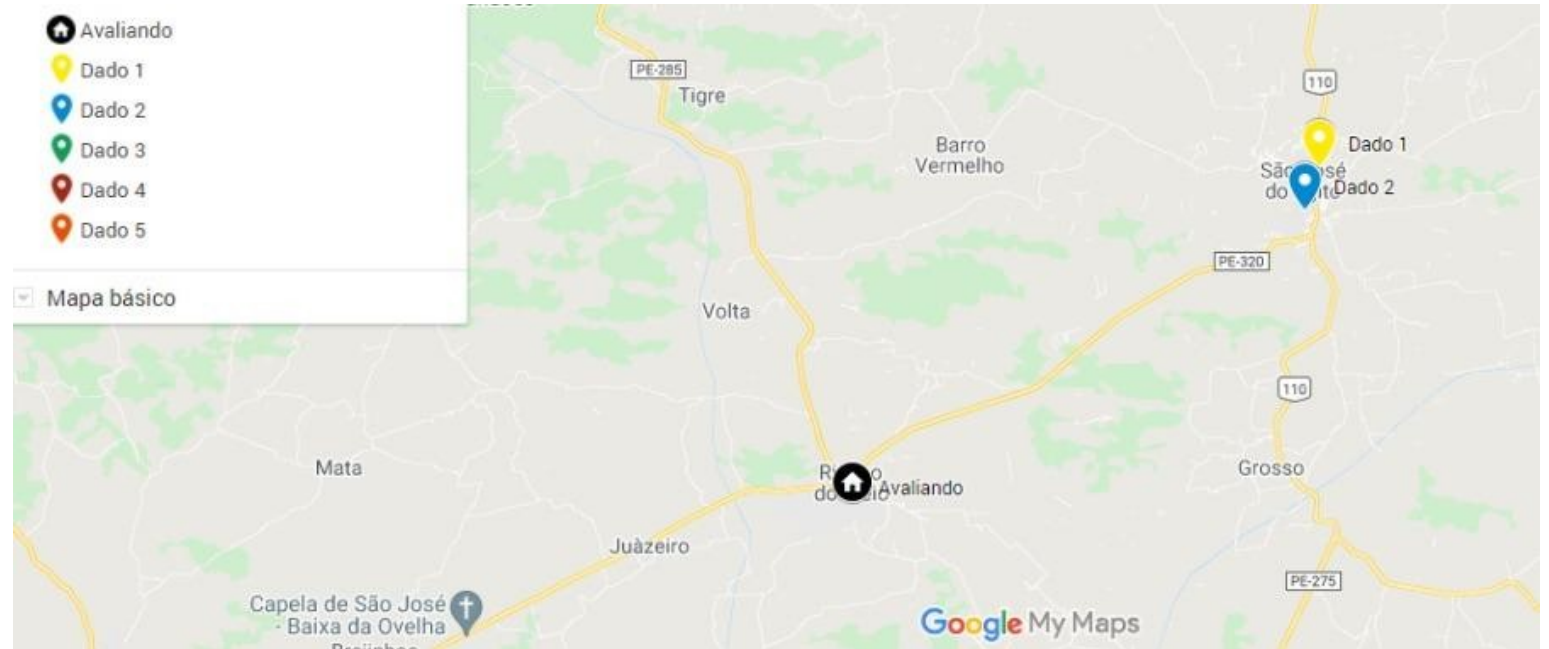 Avaliando
Dado 1
Dado 2
Dado 3
Dado 4
Dado 5
Mapa básico
PE-285
Tigre
110
Barro
Vermelho
Dado 1
Dado 2
PE-320
Volta
110
Mata
Grosso
Avaliando
Juàzeiro
PE-275
Capela de São José
- Baixa da Ovelha
Google My Maps